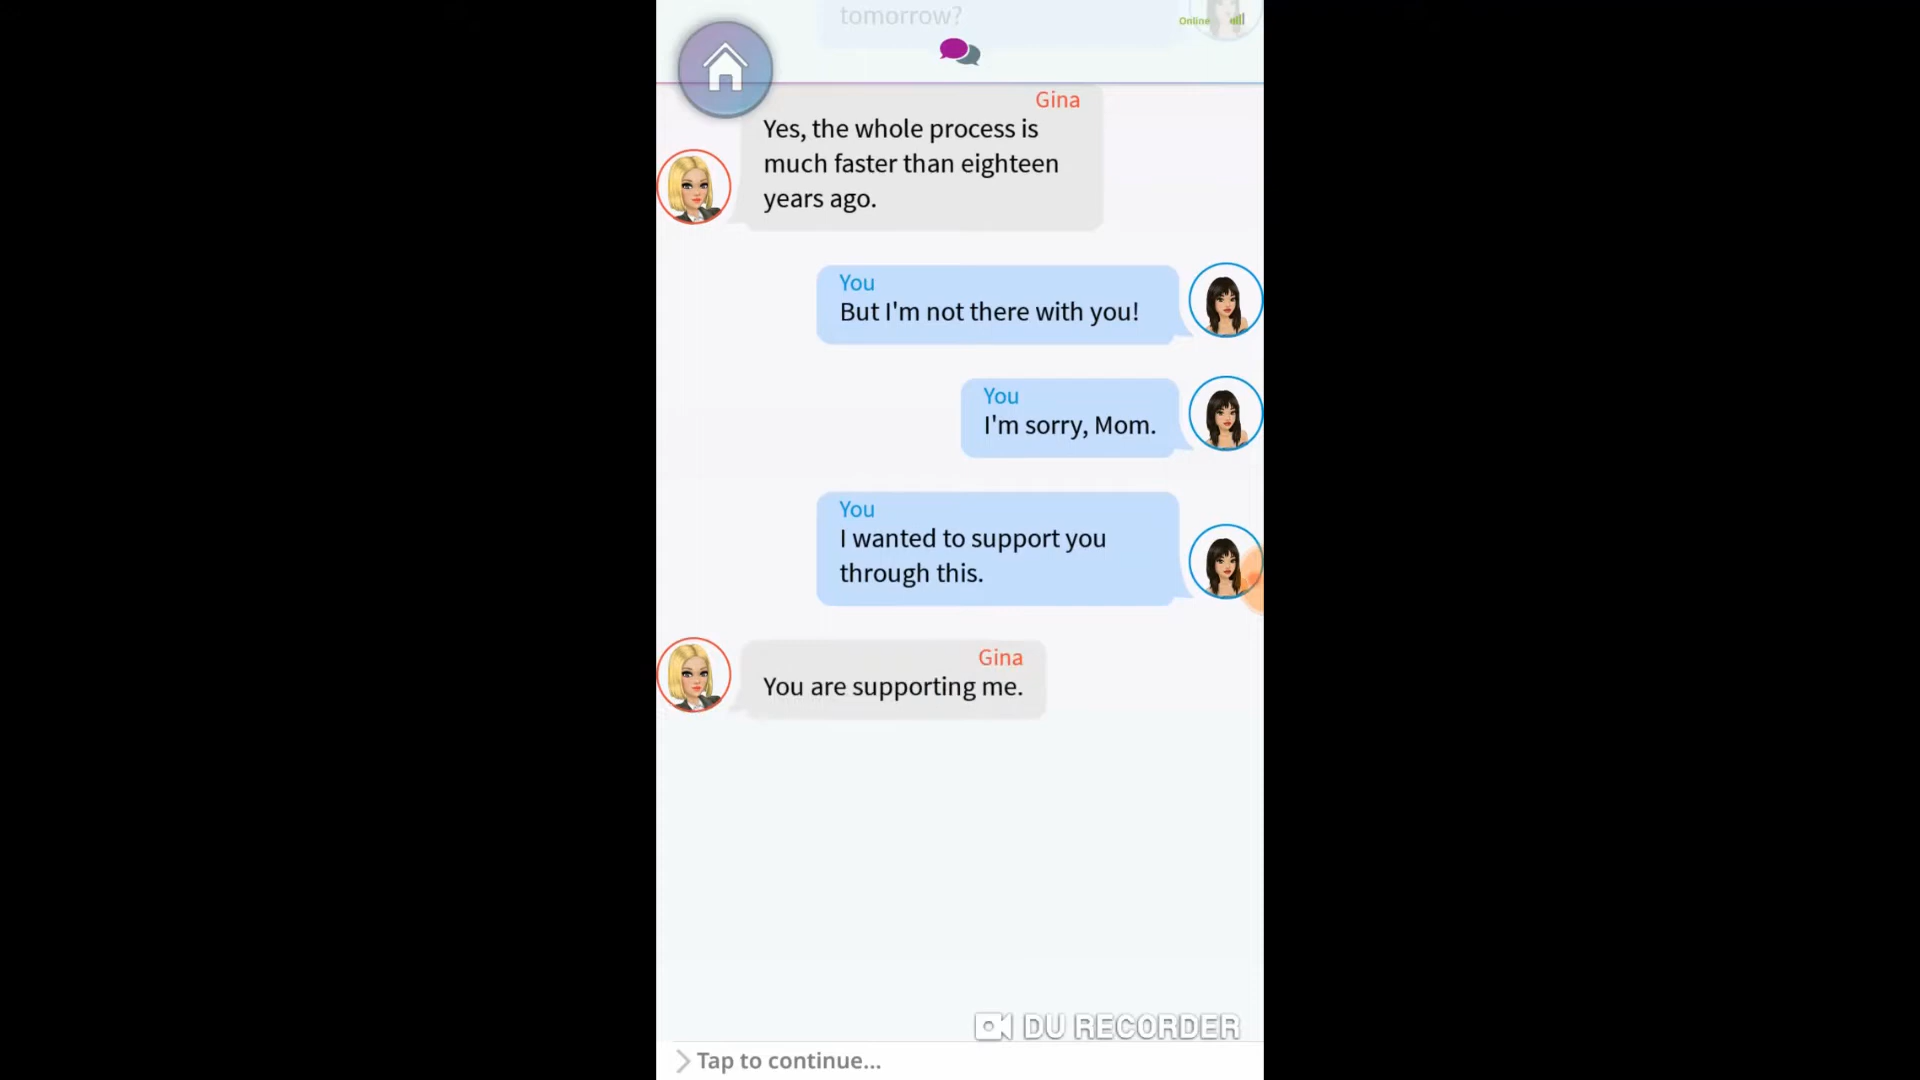 tomorrow?
Online
Gina
Yes, the whole process is
much faster than eighteen
years ago.
You
But I'm not there with you!
You
I'm sorry, Mom.
You
I wanted to support you
through this.
Gina
You are supporting me.
DU RECORDER
Tap to continue...